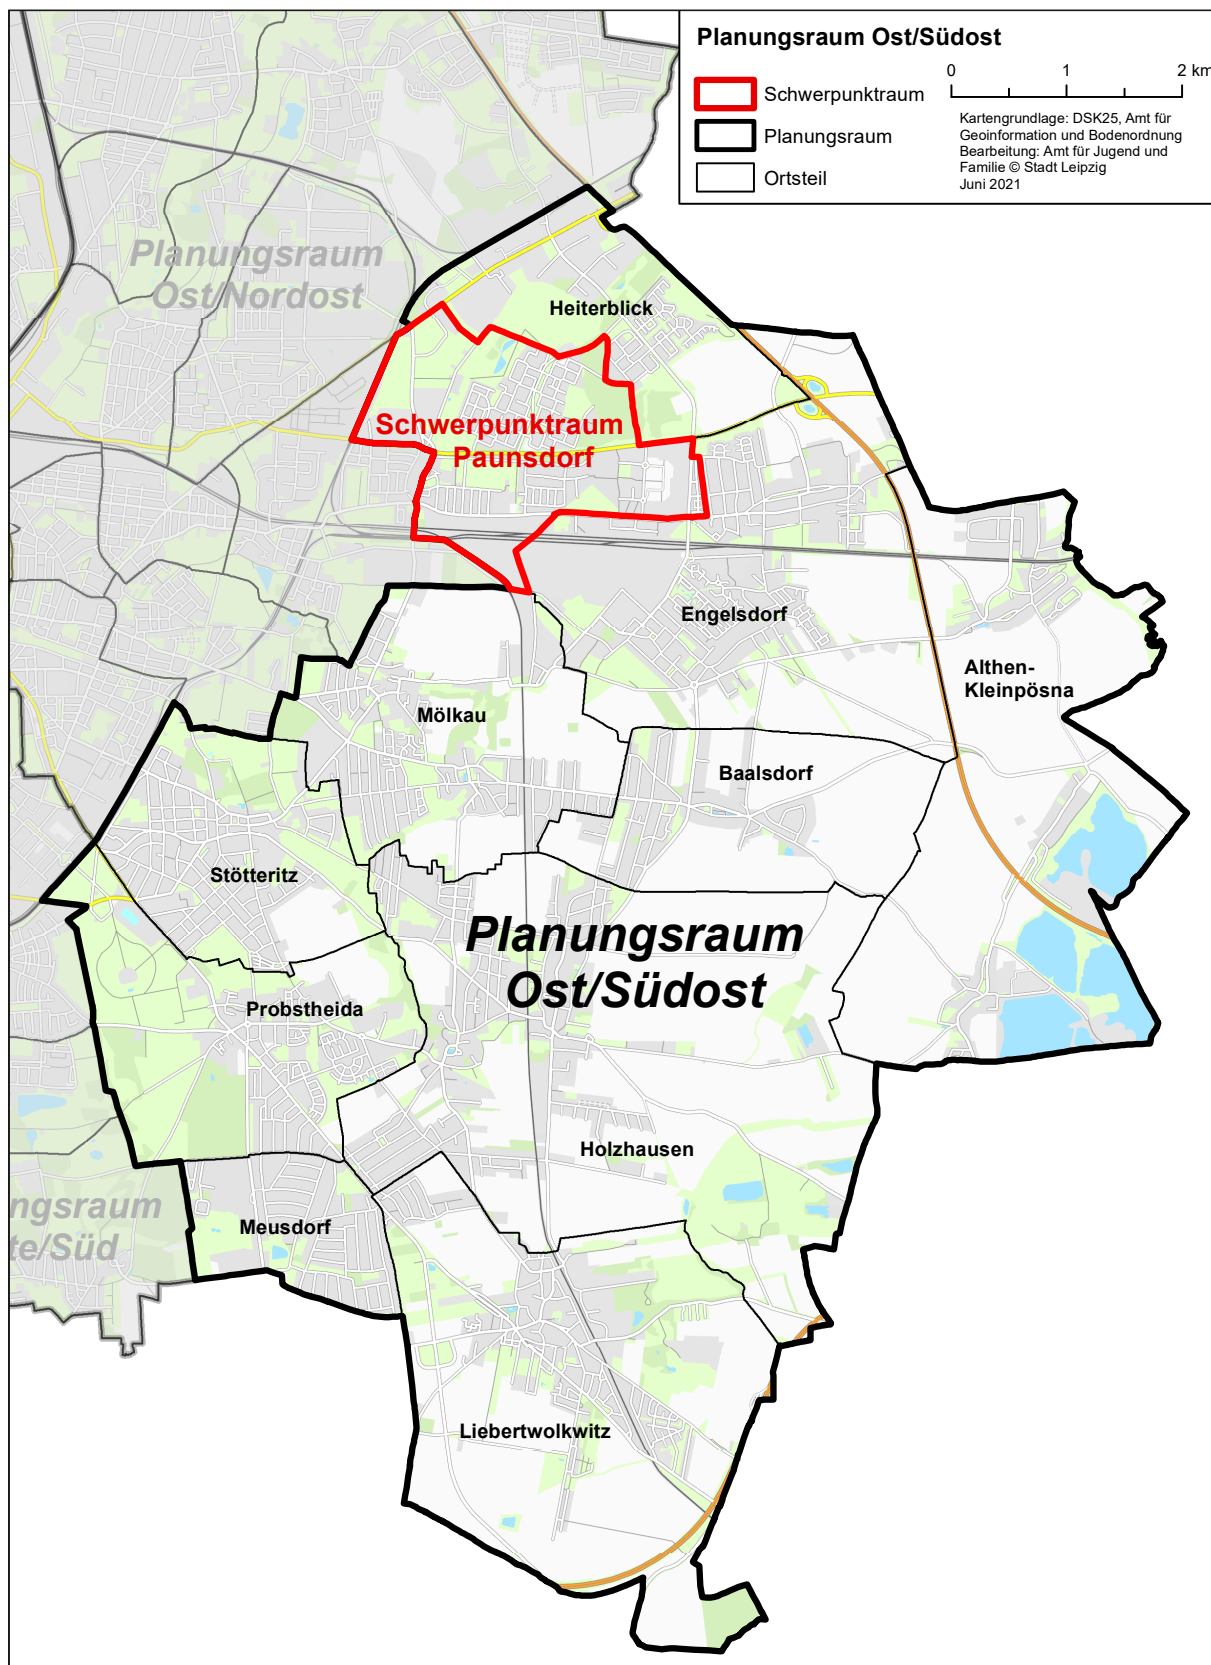 Planungsraum Ost/Südost
Schwerpunktraum
Planungsraum
Ortsteil
0 1 2 km
Kartengrundlage: DSK25, Amt für
Geoinformation und Bodenordnung
Bearbeitung: Amt für Jugend und
Familie © Stadt Leipzig
Juni 2021
Planungsraum
Ost/Nordost
Heiterblick
Schwerpunktraum
Paunsdorf
Engelsdorf
Althen-
Kleinpösna
Mölkau
Baalsdorf
Stötteritz
Planungsraum
Ost/Südost
Probstheida
Holzhausen
ngsraum
te/Süd
Meusdorf
Liebertwolkwitz